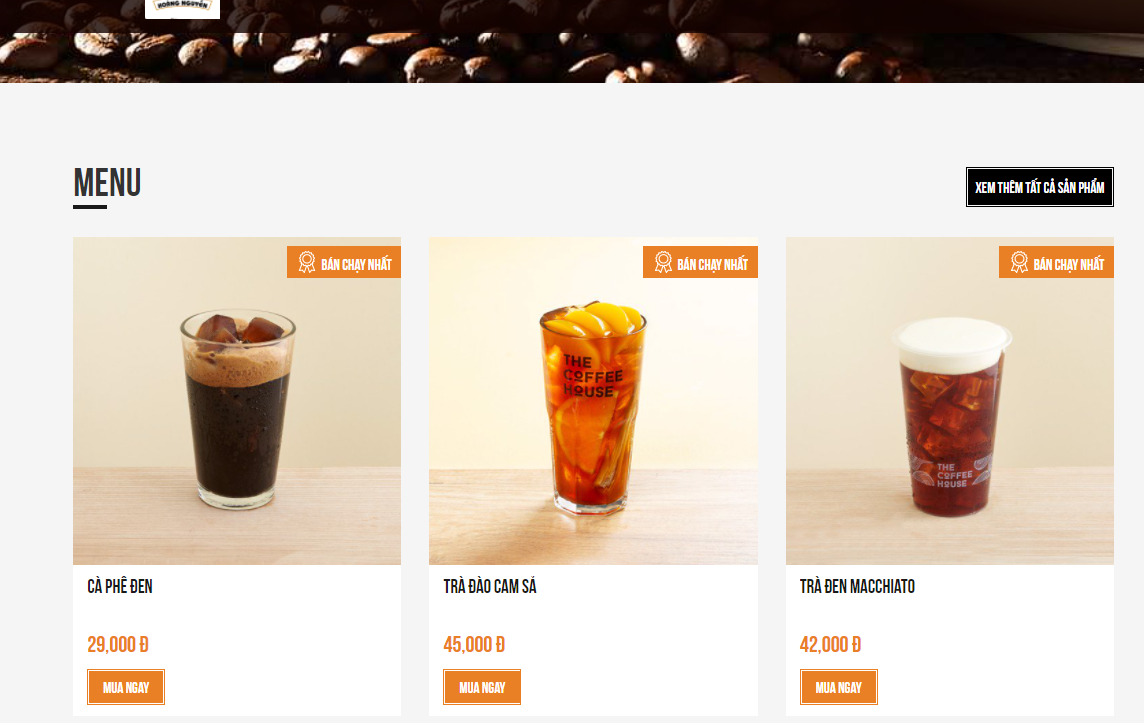 HOÀNG NGUYÊN
MENU
XEM THÊM TẤT CẢ SẢN PHẨM
BÁN CHẠY NHẤT
BÁN CHẠY NHẤT
BÁN CHẠY NHẤT
THE
COFFEE
HOUSE
THE
COFFEE
HOUSE
CÀ PHÊ ĐEN
TRÀ ĐÀO CAM SẢ
TRÀ ĐEN MACCHIATO
29,000 Đ
45,000 Đ
42,000 Đ
MUA NGAY
MUA NGAY
MUA NGAY